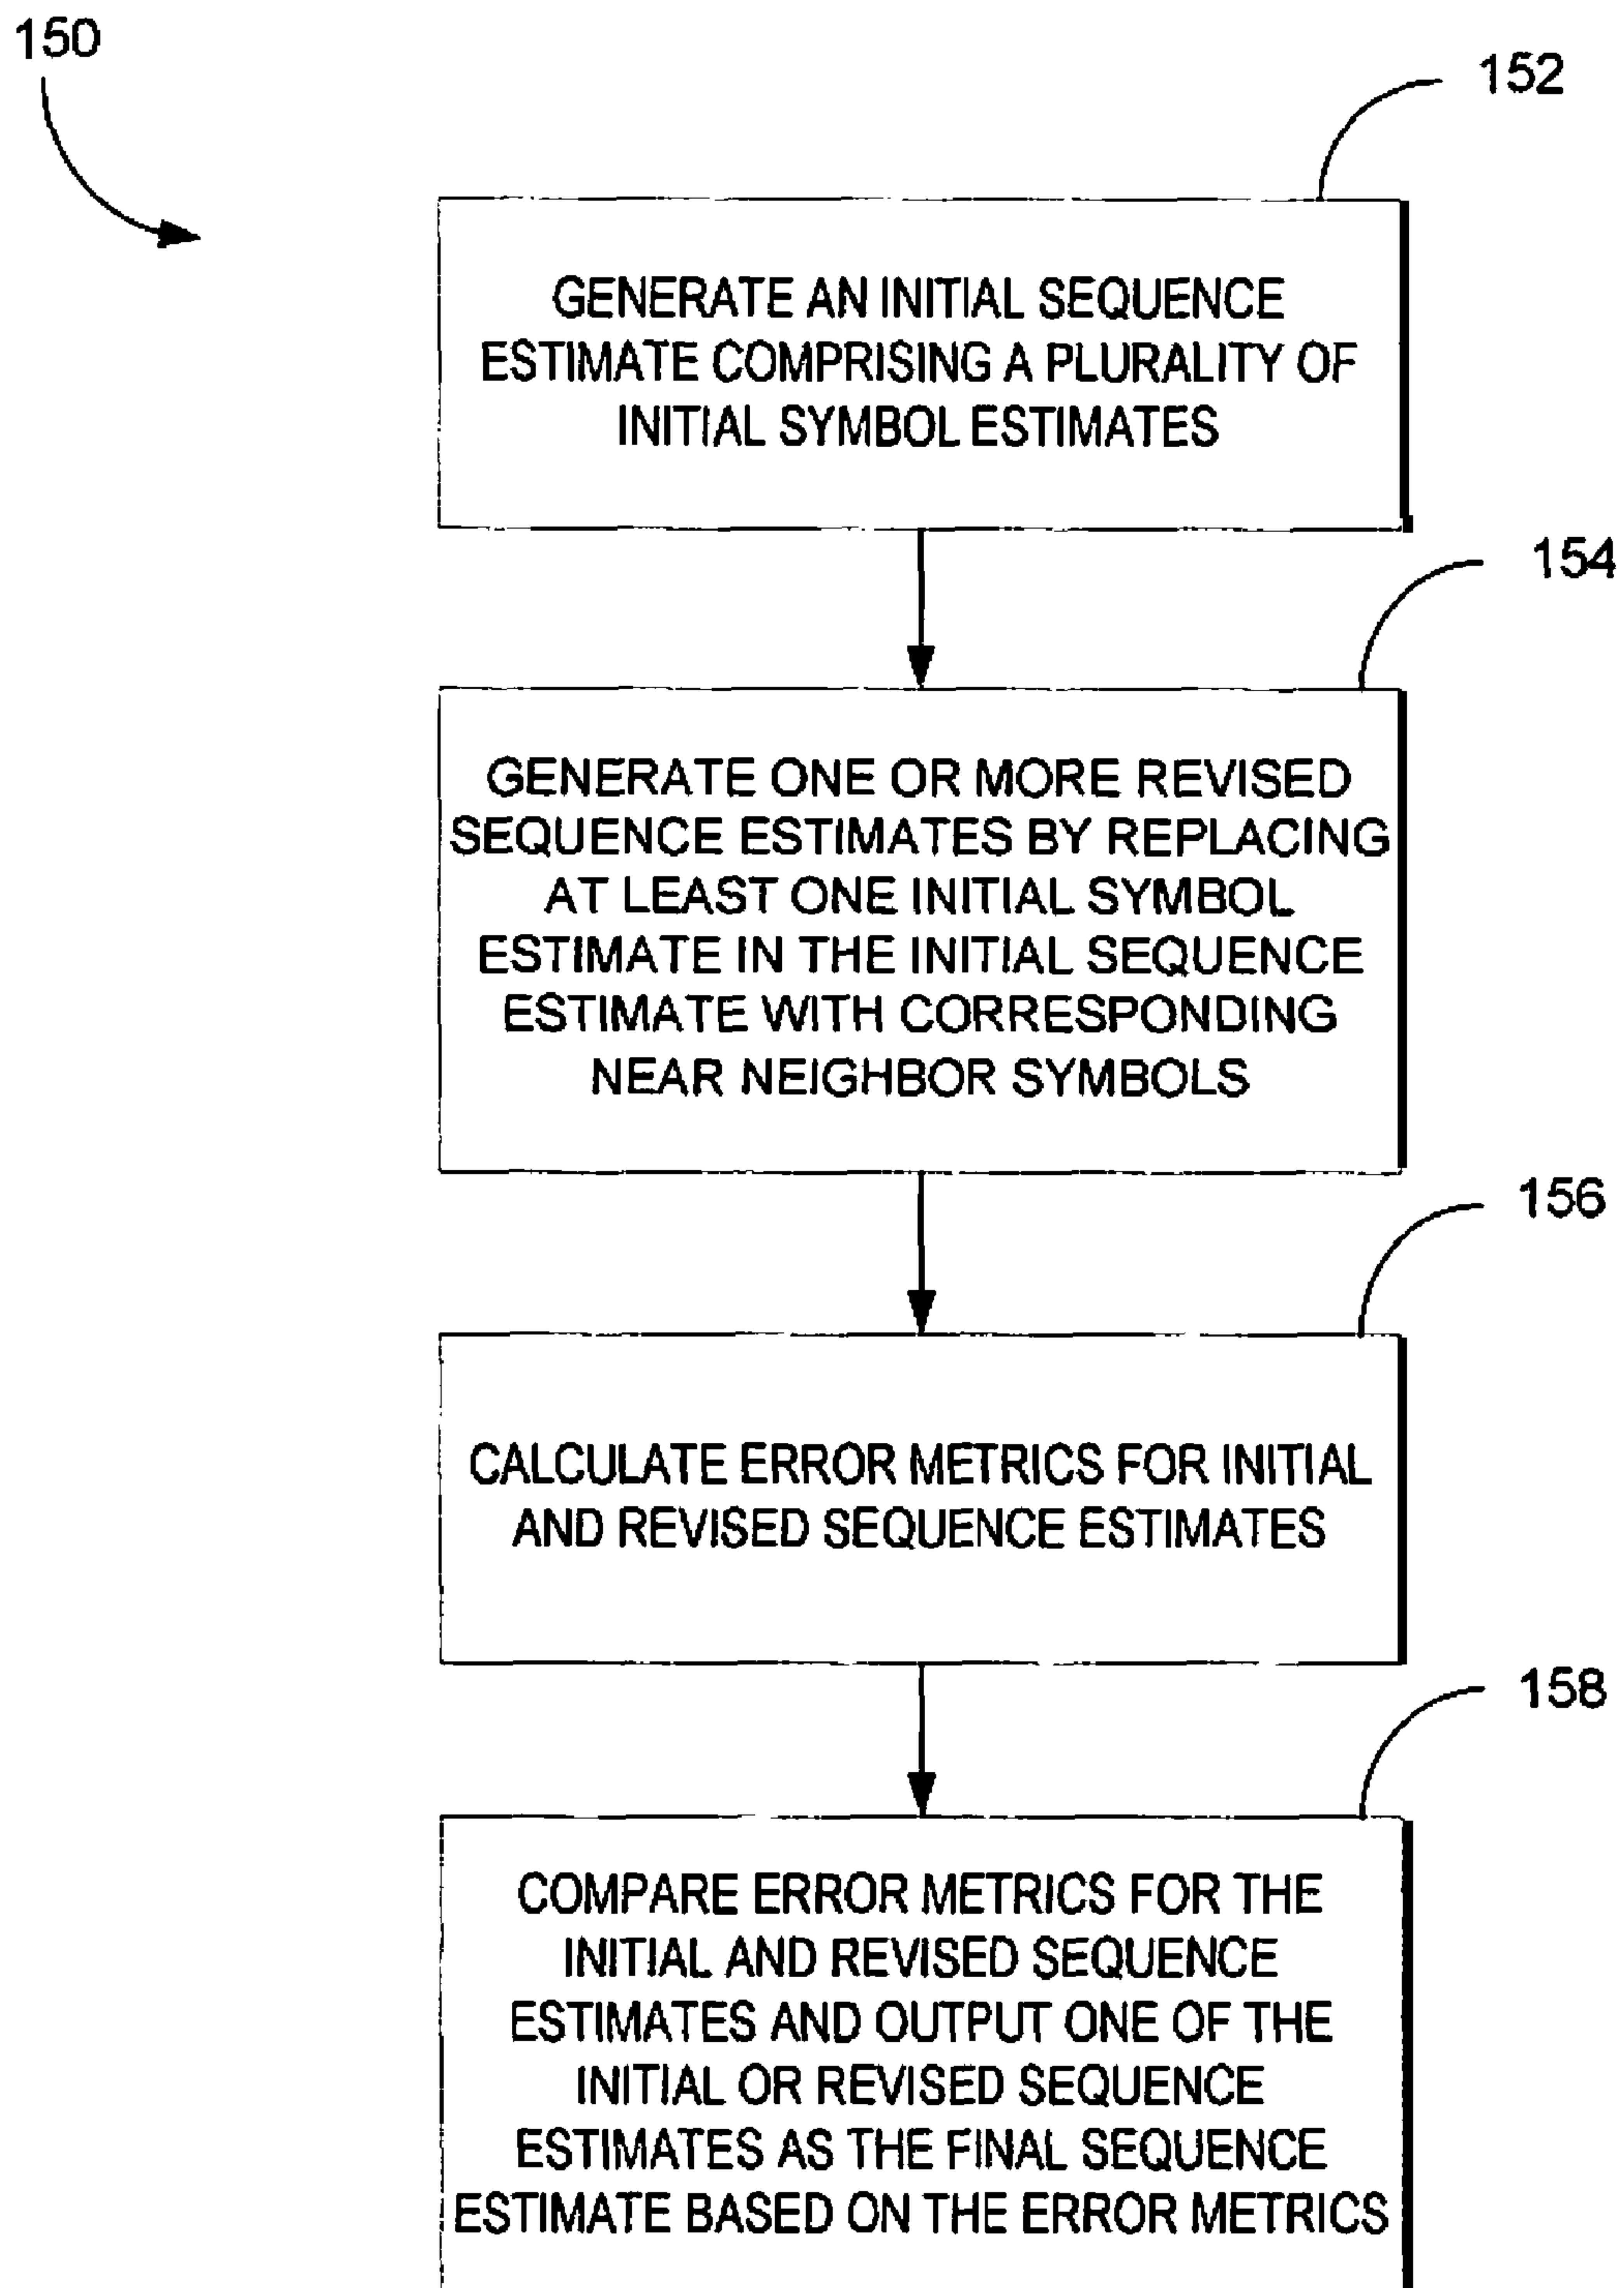 150
152
GENERATE AN INITIAL SEQUENCE
ESTIMATE COMPRISING A PLURALITY OF
INITIAL SYMBOL ESTIMATES
154
GENERATE ONE OR MORE REVISED
SEQUENCE ESTIMATES BY REPLACING
AT LEAST ONE INITIAL SYMBOL
ESTIMATE IN THE INITIAL SEQUENCE
ESTIMATE WITH CORRESPONDING
NEAR NEIGHBOR SYMBOLS
156
CALCULATE ERROR METRICS FOR INITIAL
AND REVISED SEQUENCE ESTIMATES
158
COMPARE ERROR METRICS FOR THE
INITIAL AND REVISED SEQUENCE
ESTIMATES AND OUTPUT ONE OF THE
INITIAL OR REVISED SEQUENCE
ESTIMATES AS THE FINAL SEQUENCE
ESTIMATE BASED ON THE ERROR METRICS